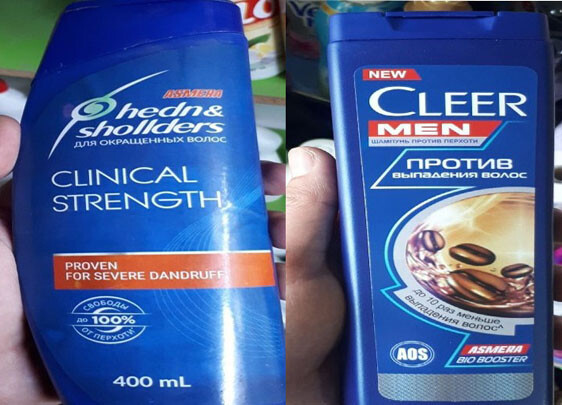 ASMERA
hedn&
shollders
ДЛЯ ОКРАШЕННЫХ ВОЛОС
CLINICAL
STRENGTH
PROVEN
FOR SEVERE DANDRUFF
СВОБОДЫ
ДО 100%
ОТ ПЕРХОТИ
400 mL
NEW
CLEER
MEN
ШАМПУНЬ ПРОТИВ ПЕРХОТИ
ПРОТИВ
ВЫПАДЕНИЯ ВОЛОС
до 10 раз меньше
выпадения волос^
AOS
ASMERA
BIO BOOSTER